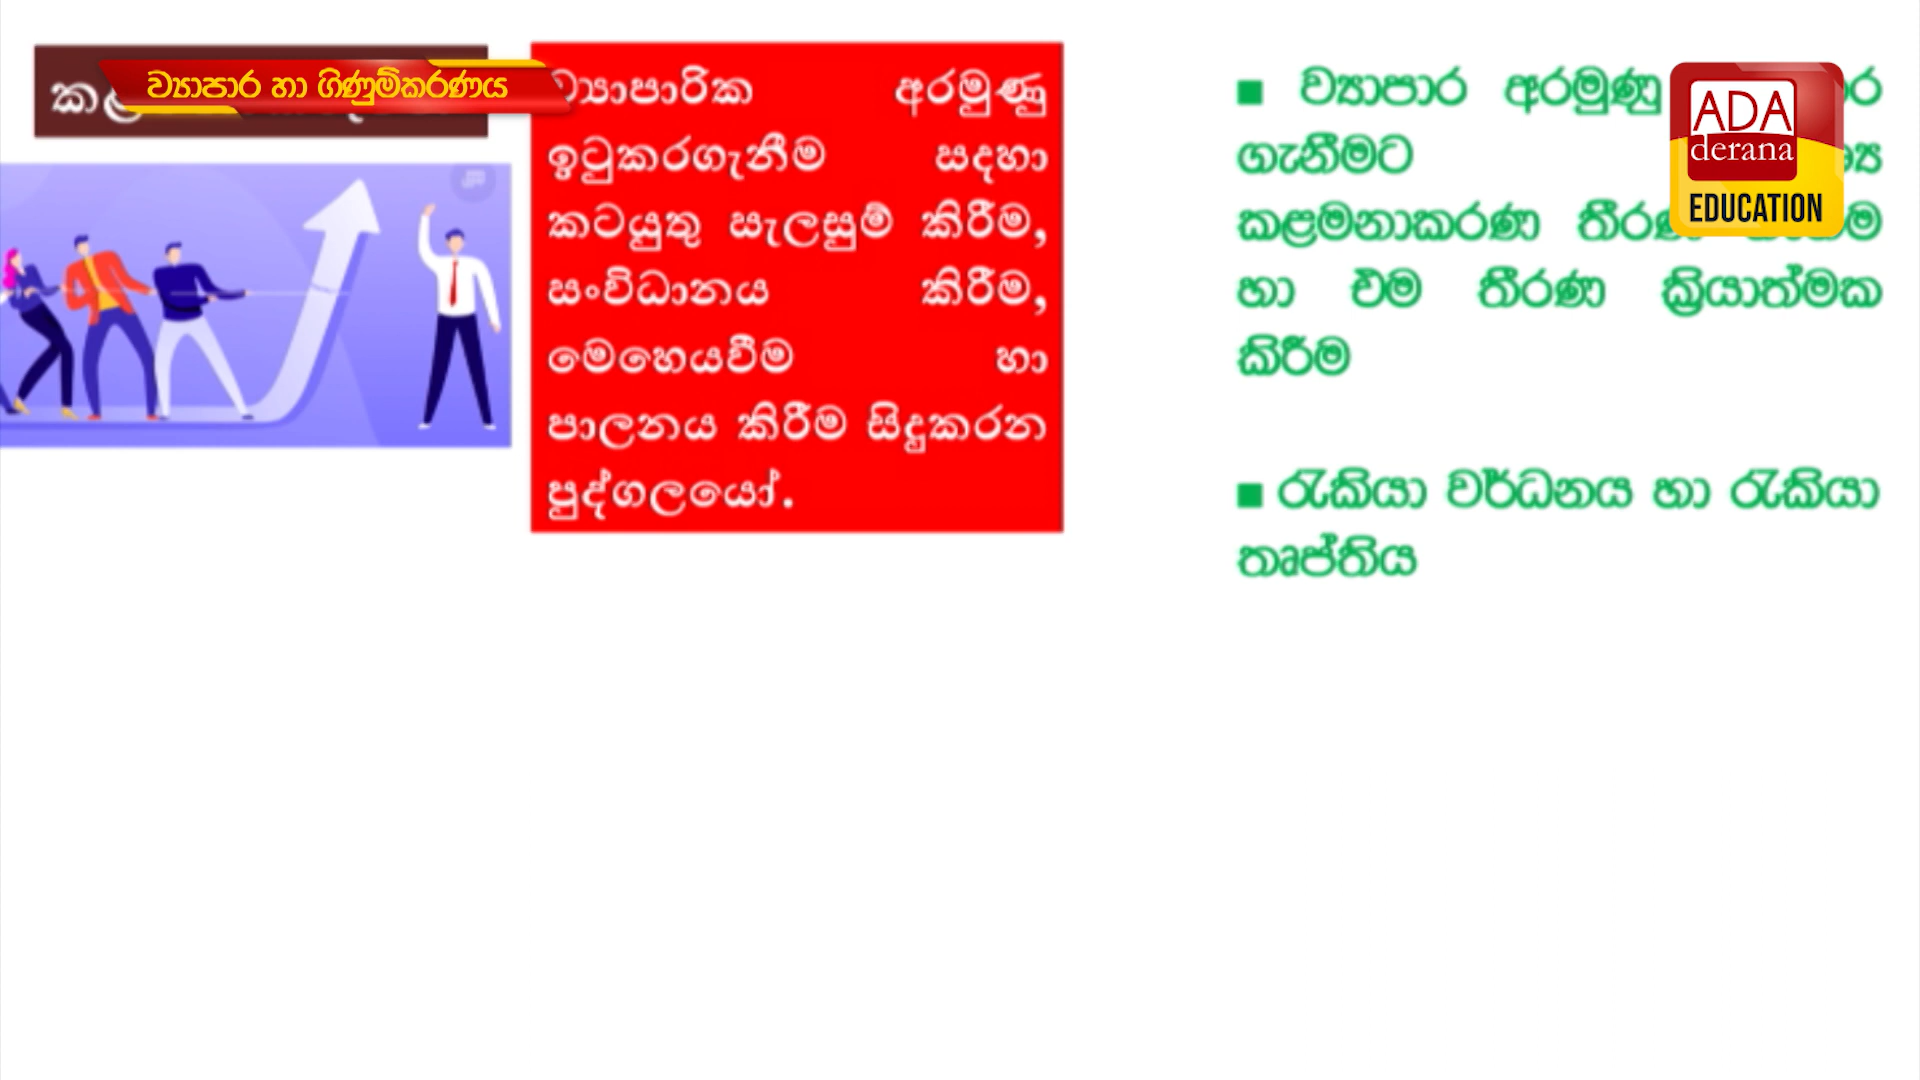 ව්‍යාපාර හා ගිණුම්කරණය
ව්‍යාපාරික අරමුණු
ඉටුකරගැනීම සදහා
කටයුතු සැලසුම් කිරීම,
සංවිධානය කිරීම,
මෙහෙයවීම හා
පාලනය කිරීම සිදුකරන
පුද්ගලයෝ.
■ ව්‍යාපාර අරමුණු
ගැනීමට
කළමනාකරණ තීරණ
හා එම තීරණ ක්‍රියාත්මක
කිරීම
■ රැකියා වර්ධනය හා රැකියා
තෘප්තිය
ADA
derana
EDUCATION